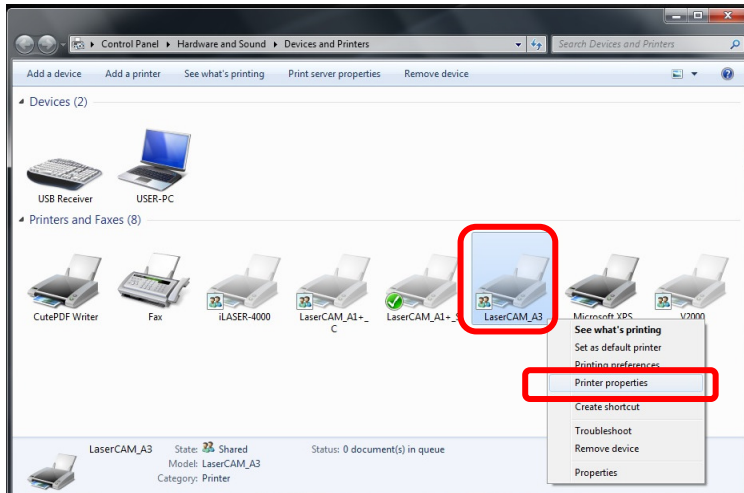 Control Panel ▸ Hardware and Sound ▸ Devices and Printers
Search Devices and Printers
Add a device Add a printer See what's printing Print server properties Remove device
Devices (2)
USB Receiver USER-PC
Printers and Faxes (8)
CutePDF Writer Fax iLASER-4000 LaserCAM_A1+_ LaserCAM_A1+_S LaserCAM_A3 Microsoft XPS V2000
C
See what's printing
Set as default printer
Printing preferences
Printer properties
Create shortcut
Troubleshoot
Remove device
Properties
LaserCAM_A3 State: Shared Status: 0 document(s) in queue
Model: LaserCAM_A3
Category: Printer